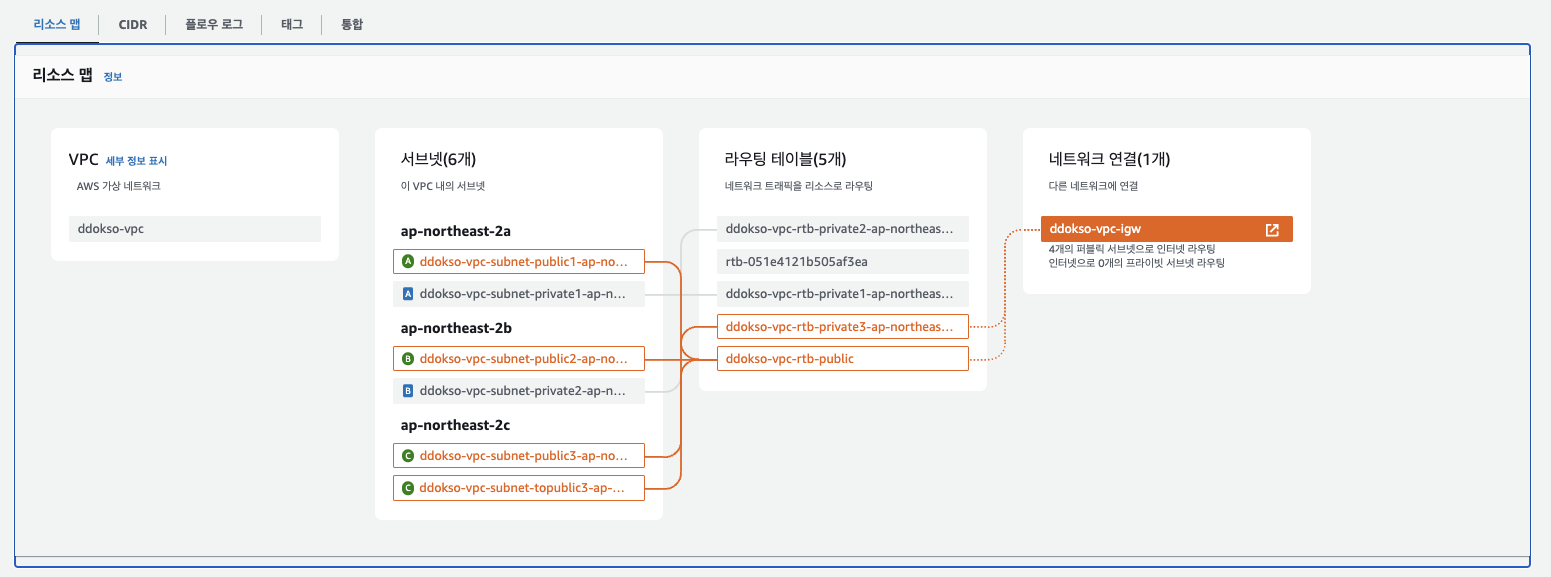 리소스 맵
CIDR
플로우 로그
태그
통합
리소스 맵 정보
VPC 세부 정보 표시
AWS 가상 네트워크
ddokso-vpc
서브넷(6개)
이 VPC 내의 서브넷
ap-northeast-2a
A ddokso-vpc-subnet-public1-ap-no...
A ddokso-vpc-subnet-private1-ap-n...
ap-northeast-2b
B ddokso-vpc-subnet-public2-ap-no...
B ddokso-vpc-subnet-private2-ap-n...
ap-northeast-2c
C ddokso-vpc-subnet-public3-ap-no...
C ddokso-vpc-subnet-topublic3-ap-...
라우팅 테이블(5개)
네트워크 트래픽을 리소스로 라우팅
ddokso-vpc-rtb-private2-ap-northeas...
rtb-051e4121b505af3ea
ddokso-vpc-rtb-private1-ap-northeas...
ddokso-vpc-rtb-private3-ap-northeas...
ddokso-vpc-rtb-public
네트워크 연결(1개)
다른 네트워크에 연결
ddokso-vpc-igw
4개의 퍼블릭 서브넷으로 인터넷 라우팅
인터넷으로 0개의 프라이빗 서브넷 라우팅